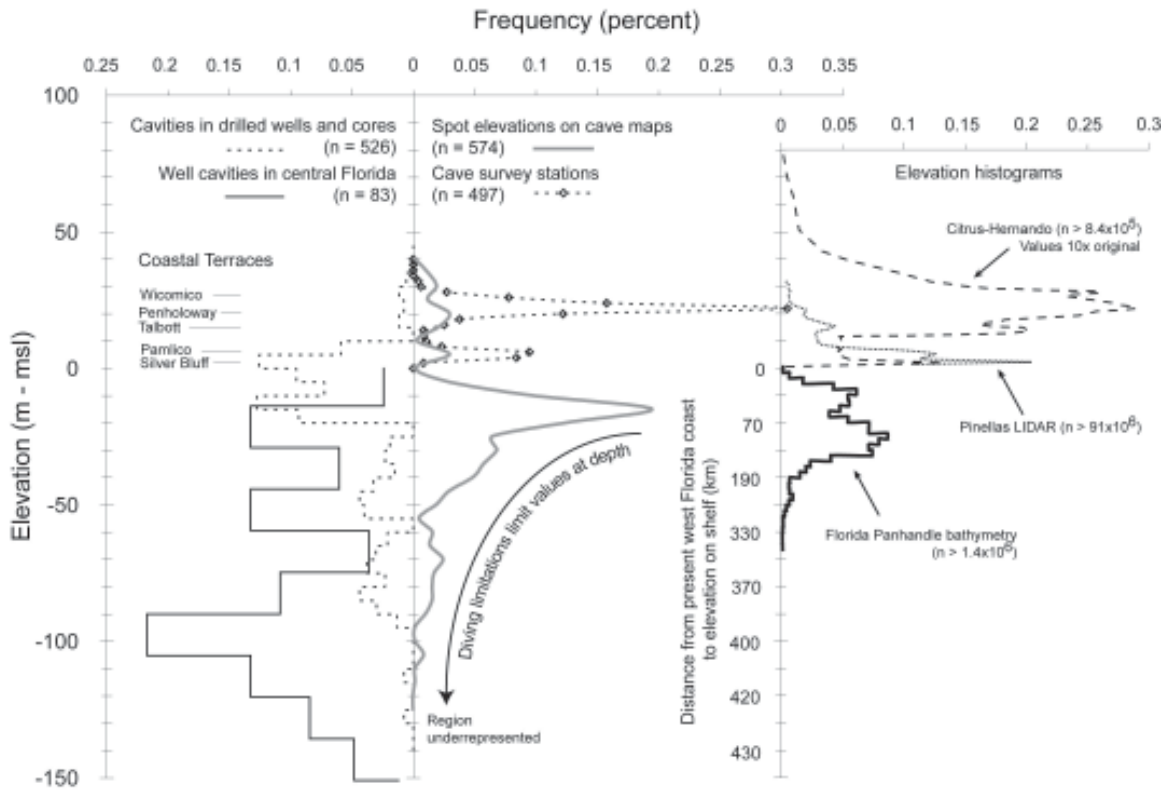 Frequency (percent)
0.25 0.2 0.1 0.05 0 0.05 0.1 0.15 0.2 0.25 0.3 0.35
100
0 0.05 0.1 0.15 0.2 0.25 0.3
Cavities in drilled wells and cores
(n = 526)
Well cavities in central Florida
(n = 83)
Spot elevations on cave maps
(n = 574)
Cave survey stations
(n = 497)
Elevation histograms
Citrus-Hernando (n > 8.4x10⁵)
Values 10x original
50
Coastal Terraces
Wicomico
Penholoway
Talbott
Pamlico
Silver Bluff
0
Elevation (m - msl)
-50
-100
-150
Diving limitations limit values at depth
Region
underrepresented
Distance from present west Florida coast
to elevation on shelf (km)
0
70
190
330
370
400
420
430
Pinellas LIDAR (n > 91x10⁶)
Florida Panhandle bathymetry
(n > 1.4x10⁶)